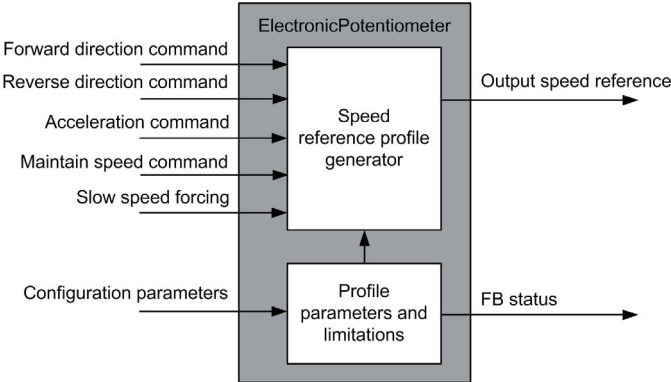 ElectronicPotentiometer
Forward direction command
Reverse direction command
Acceleration command
Maintain speed command
Slow speed forcing
Speed
reference profile
generator
Output speed reference
Configuration parameters
Profile
parameters and
limitations
FB status